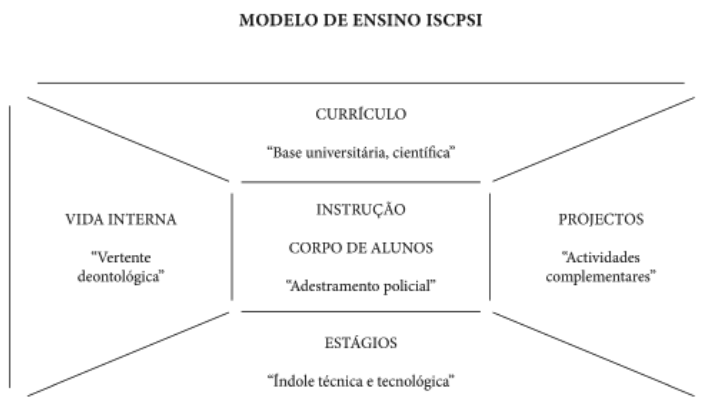 MODELO DE ENSINO ISCPSI
CURRÍCULO
“Base universitária, científica”
VIDA INTERNA
“Vertente
deontológica”
INSTRUÇÃO
CORPO DE ALUNOS
“Adestramento policial”
PROJECTOS
“Actividades
complementares”
ESTÁGIOS
“Índole técnica e tecnológica”